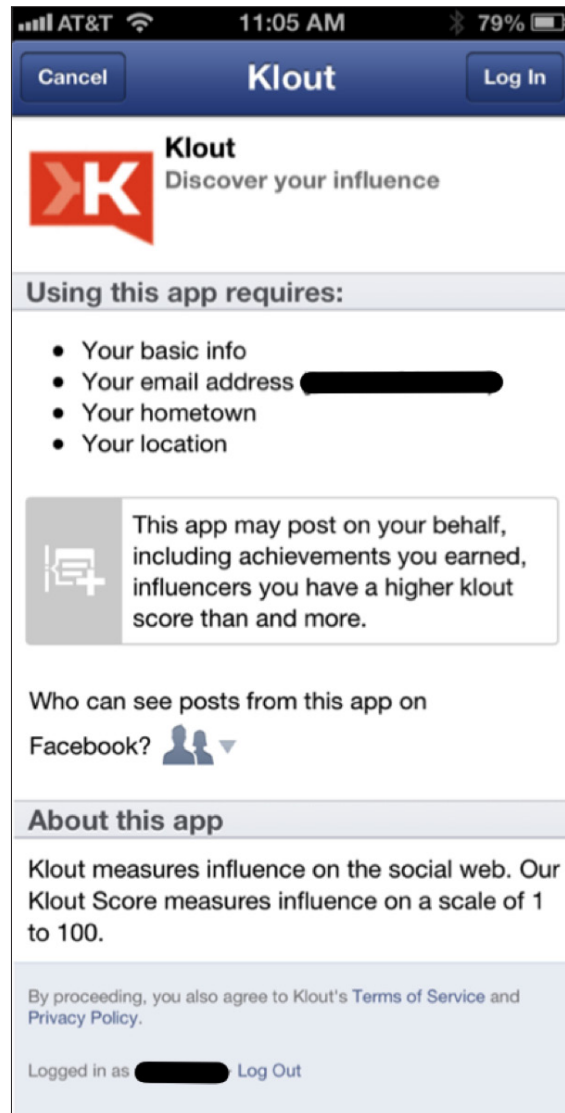 AT&T 11:05 AM 79%
Cancel Klout Log In
Klout
Discover your influence
Using this app requires:
• Your basic info
• Your email address
• Your hometown
• Your location
This app may post on your behalf,
including achievements you earned,
influencers you have a higher klout
score than and more.
Who can see posts from this app on
Facebook?
About this app
Klout measures influence on the social web. Our
Klout Score measures influence on a scale of 1
to 100.
By proceeding, you also agree to Klout's Terms of Service and
Privacy Policy.
Logged in as Log Out